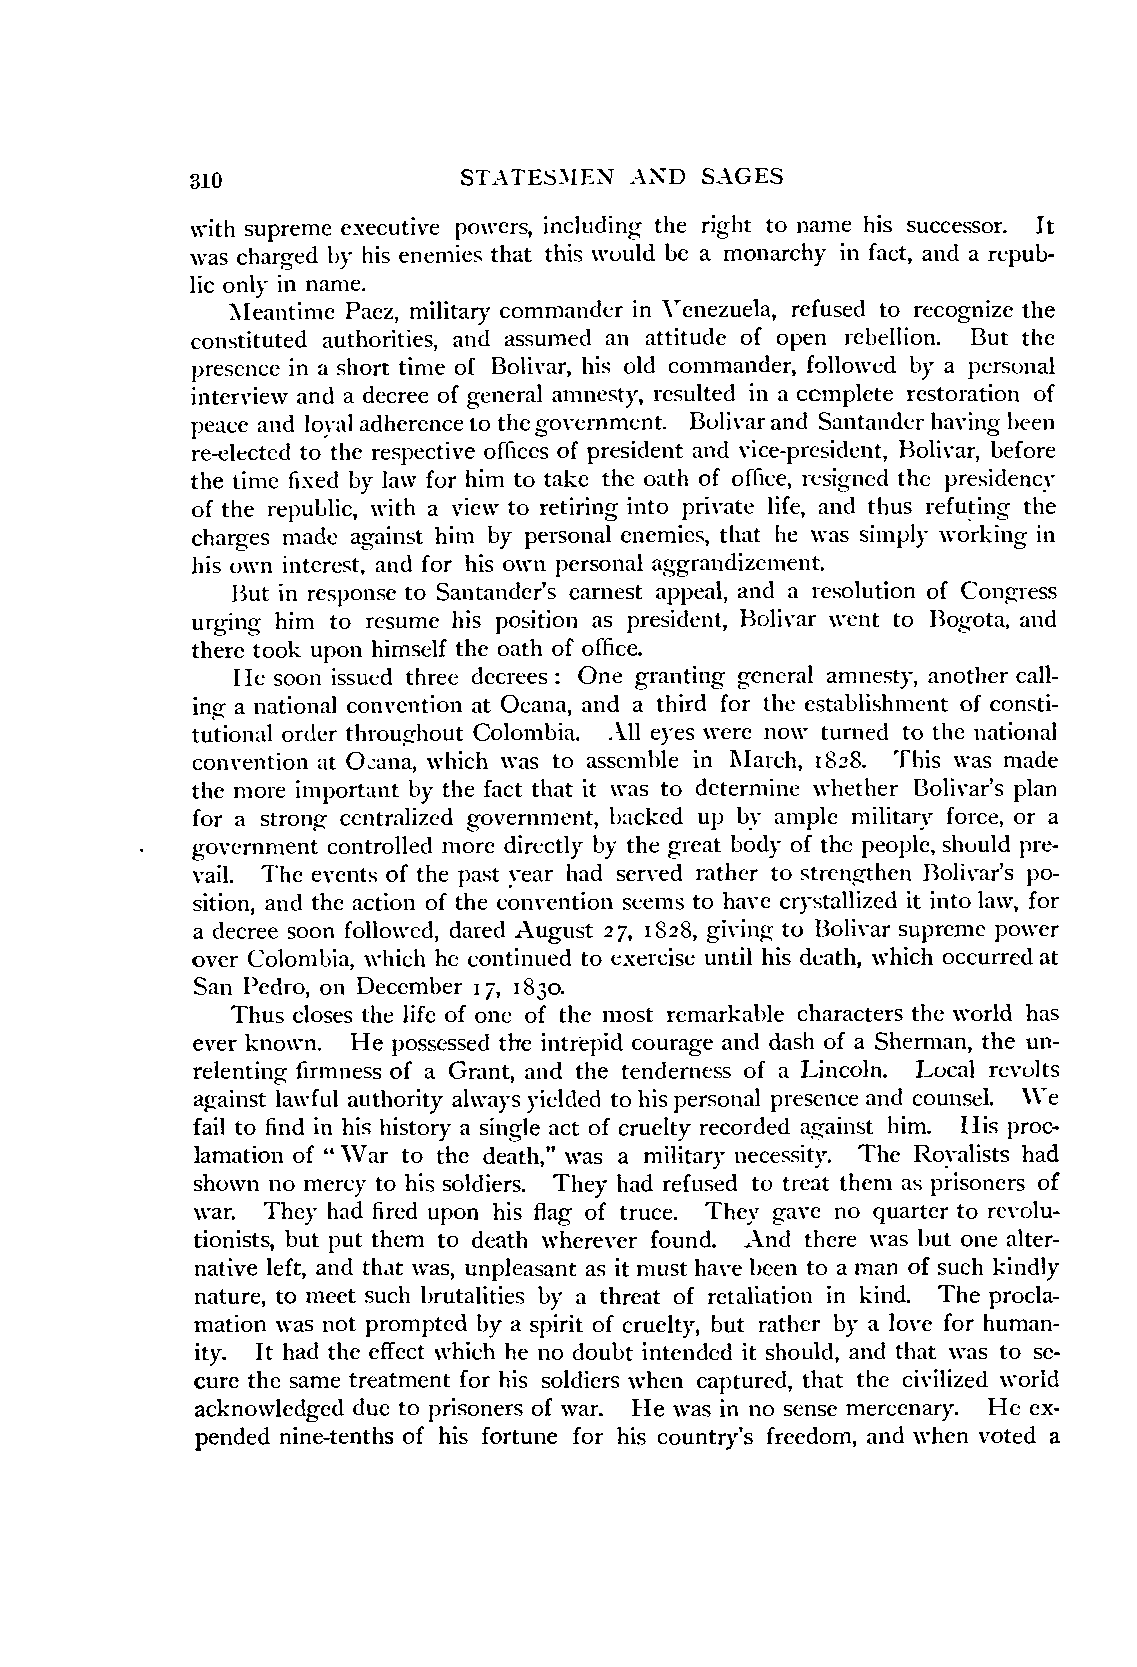 310 STATESMEN AND SAGES
with supreme executive powers, including the right to name his successor. It
was charged by his enemies that this would be a monarchy in fact, and a repub-
lic only in name.
Meantime Paez, military commander in Venezuela, refused to recognize the
constituted authorities, and assumed an attitude of open rebellion. But the
presence in a short time of Bolivar, his old commander, followed by a personal
interview and a decree of general amnesty, resulted in a complete restoration of
peace and loyal adherence to the government. Bolivar and Santander having been
re-elected to the respective offices of president and vice-president, Bolivar, before
the time fixed by law for him to take the oath of office, resigned the presidency
of the republic, with a view to retiring into private life, and thus refuting the
charges made against him by personal enemies, that he was simply working in
his own interest, and for his own personal aggrandizement.
But in response to Santander's earnest appeal, and a resolution of Congress
urging him to resume his position as president, Bolivar went to Bogota, and
there took upon himself the oath of office.
He soon issued three decrees: One granting general amnesty, another call-
ing a national convention at Ocana, and a third for the establishment of consti-
tutional order throughout Colombia. All eyes were now turned to the national
convention at Ocana, which was to assemble in March, 1828. This was made
the more important by the fact that it was to determine whether Bolivar's plan
for a strong centralized government, backed up by ample military force, or a
government controlled more directly by the great body of the people, should pre-
vail. The events of the past year had served rather to strengthen Bolivar's po-
sition, and the action of the convention seems to have crystallized it into law, for
a decree soon followed, dared August 27, 1828, giving to Bolivar supreme power
over Colombia, which he continued to exercise until his death, which occurred at
San Pedro, on December 17, 1830.
Thus closes the life of one of the most remarkable characters the world has
ever known. He possessed the intrepid courage and dash of a Sherman, the un-
relenting firmness of a Grant, and the tenderness of a Lincoln. Local revolts
against lawful authority always yielded to his personal presence and counsel. We
fail to find in his history a single act of cruelty recorded against him. His proc-
lamation of "War to the death," was a military necessity. The Royalists had
shown no mercy to his soldiers. They had refused to treat them as prisoners of
war. They had fired upon his flag of truce. They gave no quarter to revolu-
tionists, but put them to death wherever found. And there was but one alter-
native left, and that was, unpleasant as it must have been to a man of such kindly
nature, to meet such brutalities by a threat of retaliation in kind. The procla-
mation was not prompted by a spirit of cruelty, but rather by a love for human-
ity. It had the effect which he no doubt intended it should, and that was to se-
cure the same treatment for his soldiers when captured, that the civilized world
acknowledged due to prisoners of war. He was in no sense mercenary. He ex-
pended nine-tenths of his fortune for his country's freedom, and when voted a